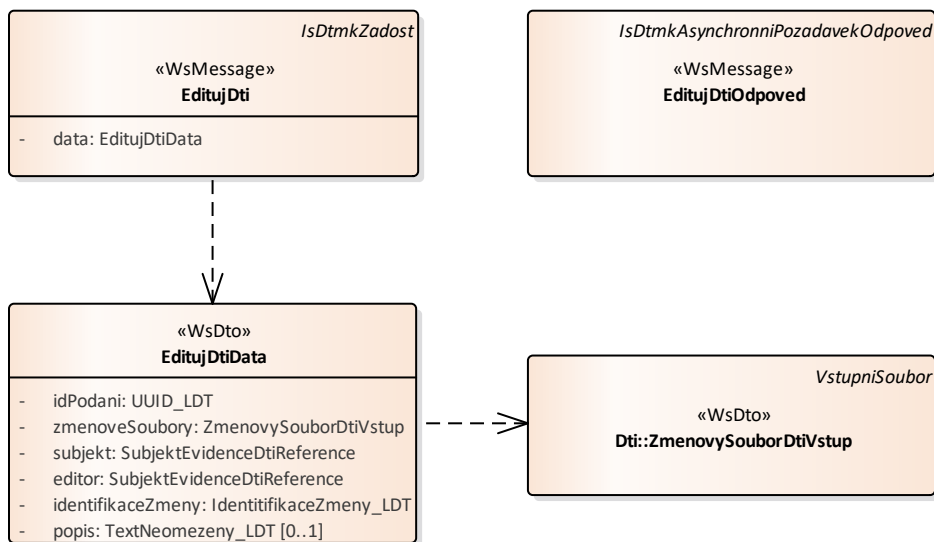 IsDtmkZadost
«WsMessage»
EditujDti
- data: EditujDtiData
IsDtmkAsynchronniPozadavekOdpoved
«WsMessage»
EditujDtiOdpoved
«WsDto»
EditujDtiData
- idPodani: UUID_LDT
- zmenoveSoubory: ZmenovySouborDtiVstup
- subjekt: SubjektEvidenceDtiReference
- editor: SubjektEvidenceDtiReference
- identifikaceZmeny: IdentitifikaceZmeny_LDT
- popis: TextNeomezeny_LDT [0..1]
VstupniSoubor
«WsDto»
Dti::ZmenovySouborDtiVstup